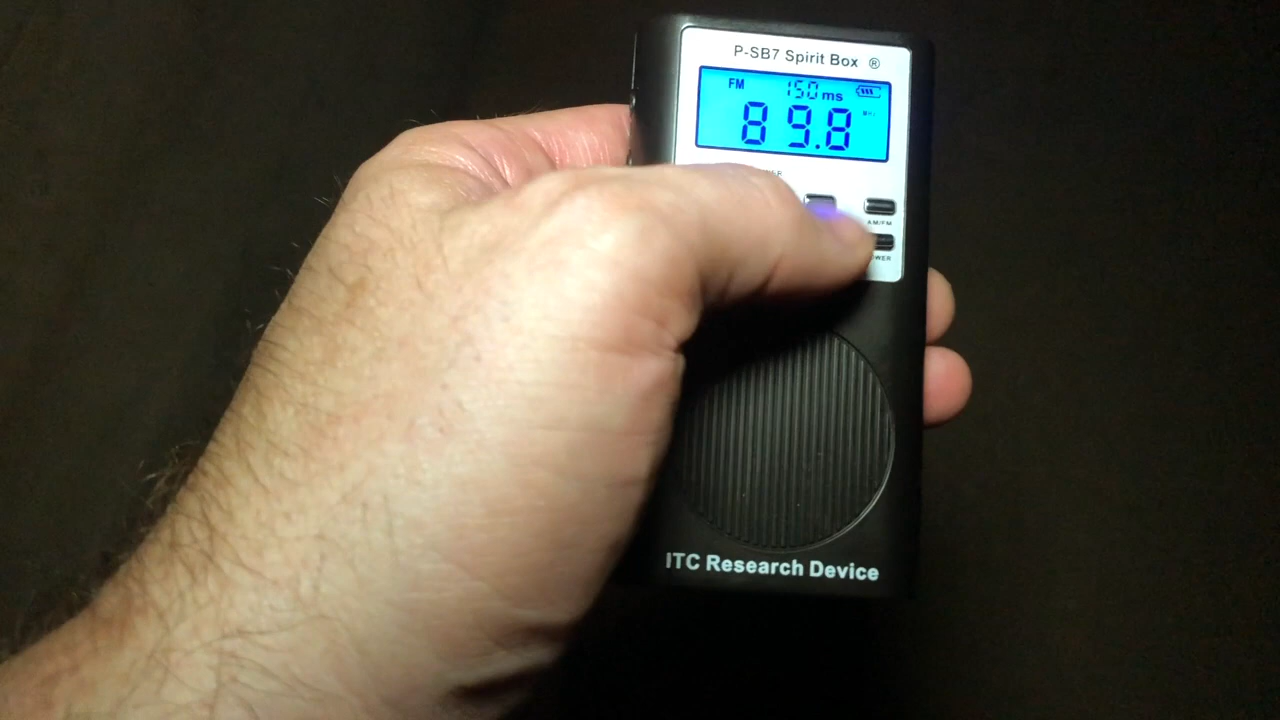 P-SB7 Spirit Box ®
FM 150 ms
89.8
AM/FM
ITC Research Device